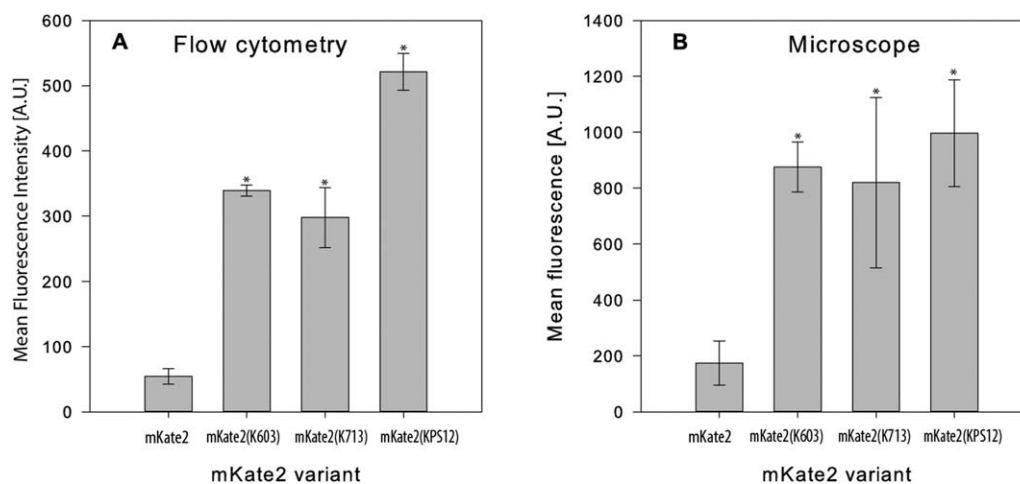 A Flow cytometry
Mean Fluorescence Intensity [A.U.]
600
500
400
300
200
100
0
*
*
*
mKate2 mKate2(K603) mKate2(K713) mKate2(KPS12)
mKate2 variant
B Microscope
Mean fluorescence [A.U.]
1400
1200
1000
800
600
400
200
0
*
*
*
mKate2 mKate2(K603) mKate2(K713) mKate2(KPS12)
mKate2 variant